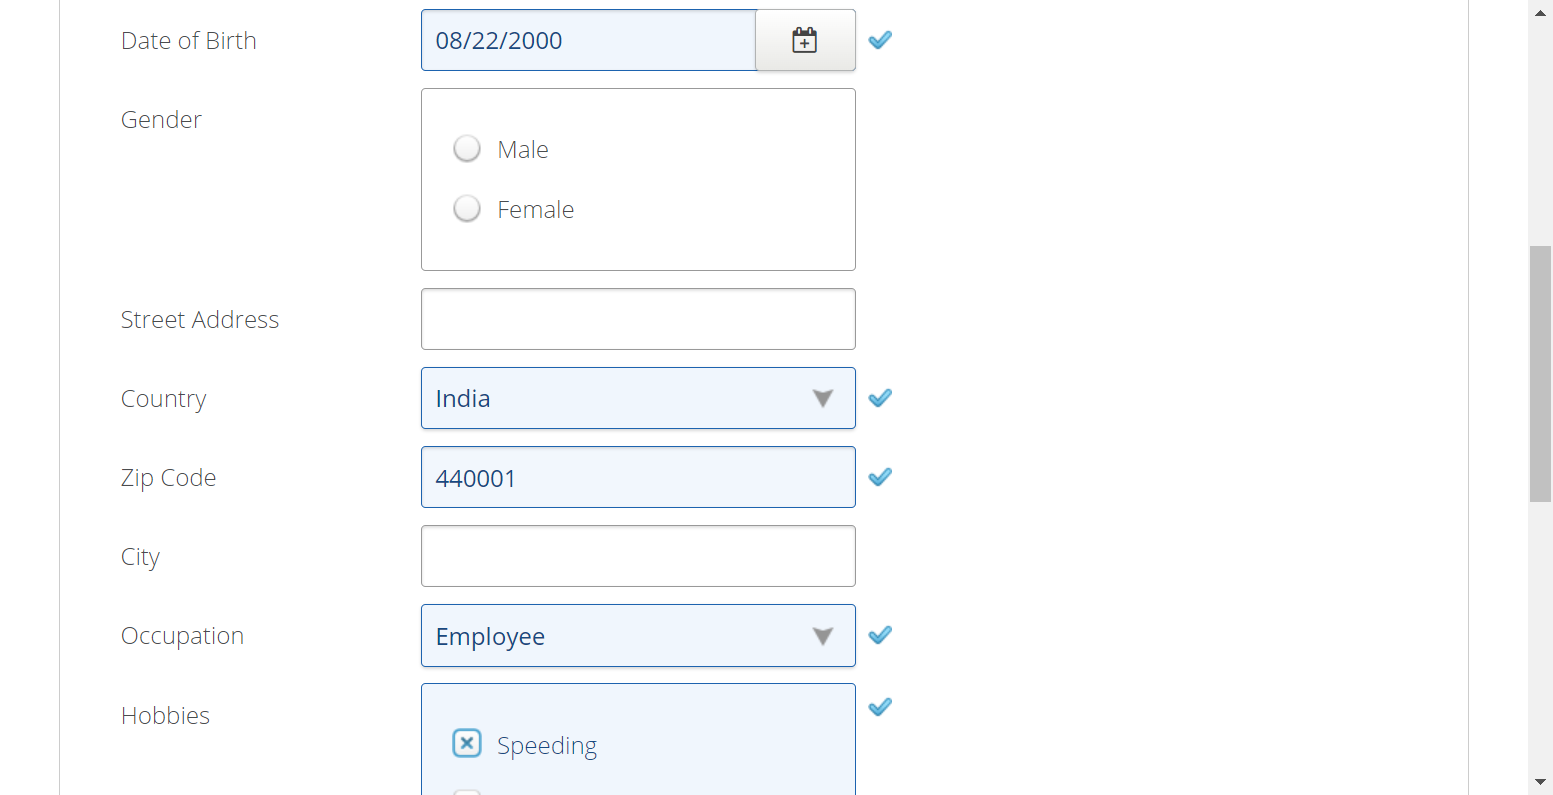 Date of Birth 08/22/2000
Gender
Male
Female
Street Address
Country India
Zip Code 440001
City
Occupation Employee
Hobbies
Speeding